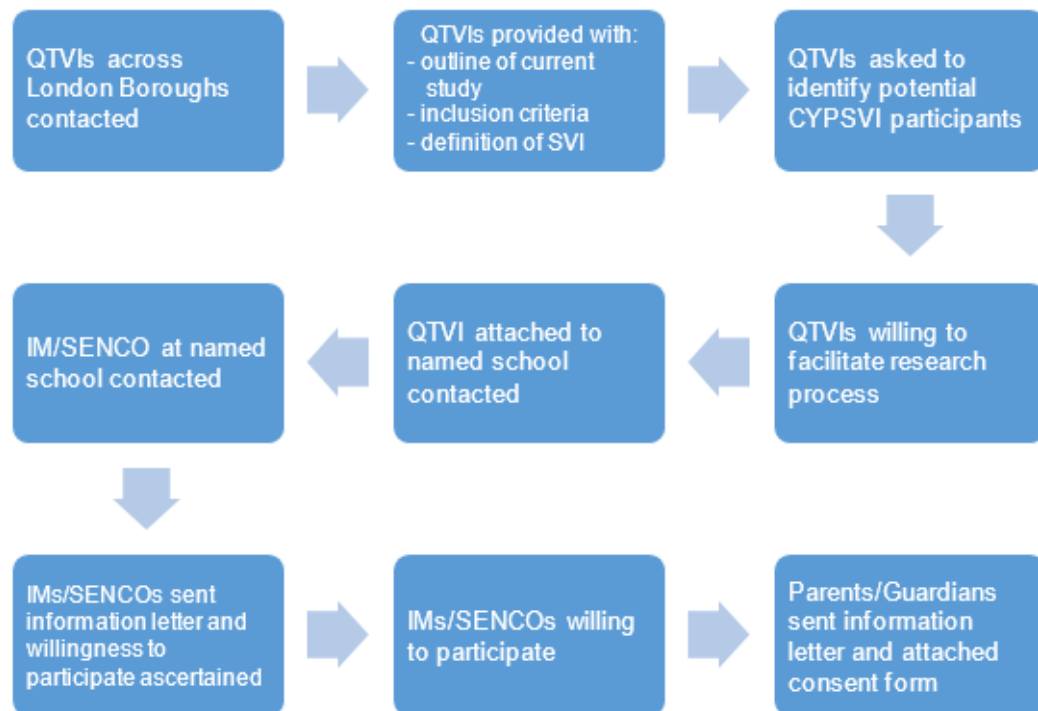 QTVIs across
London Boroughs
contacted
QTVIs provided with:
- outline of current
study
- inclusion criteria
- definition of SVI
QTVIs asked to
identify potential
CYPSVI participants
QTVIs willing to
facilitate research
process
QTVI attached to
named school
contacted
IM/SENCO at named
school contacted
IMs/SENCOs sent
information letter and
willingness to
participate ascertained
IMs/SENCOs willing
to participate
Parents/Guardians
sent information
letter and attached
consent form